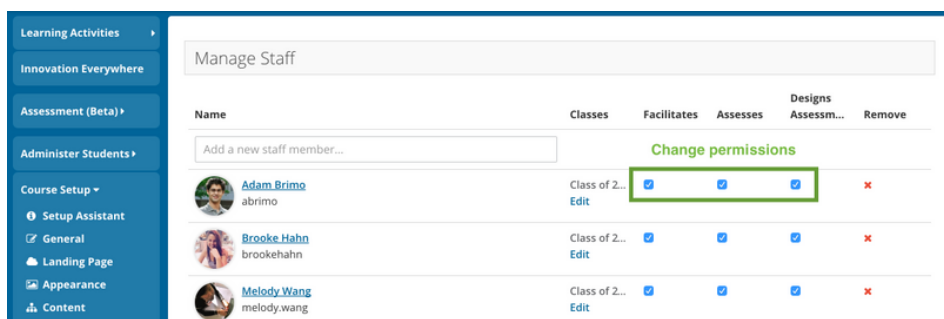 Learning Activities
Innovation Everywhere
Assessment (Beta)
Administer Students
Course Setup
Setup Assistant
General
Landing Page
Appearance
Content
Manage Staff
Name Classes Facilitates Assesses Designs Assessm... Remove
Add a new staff member...
Change permissions
Adam Brimo Class of 2...
abrimo Edit
Brooke Hahn Class of 2...
brookehahn Edit
Melody Wang Class of 2...
melody.wang Edit